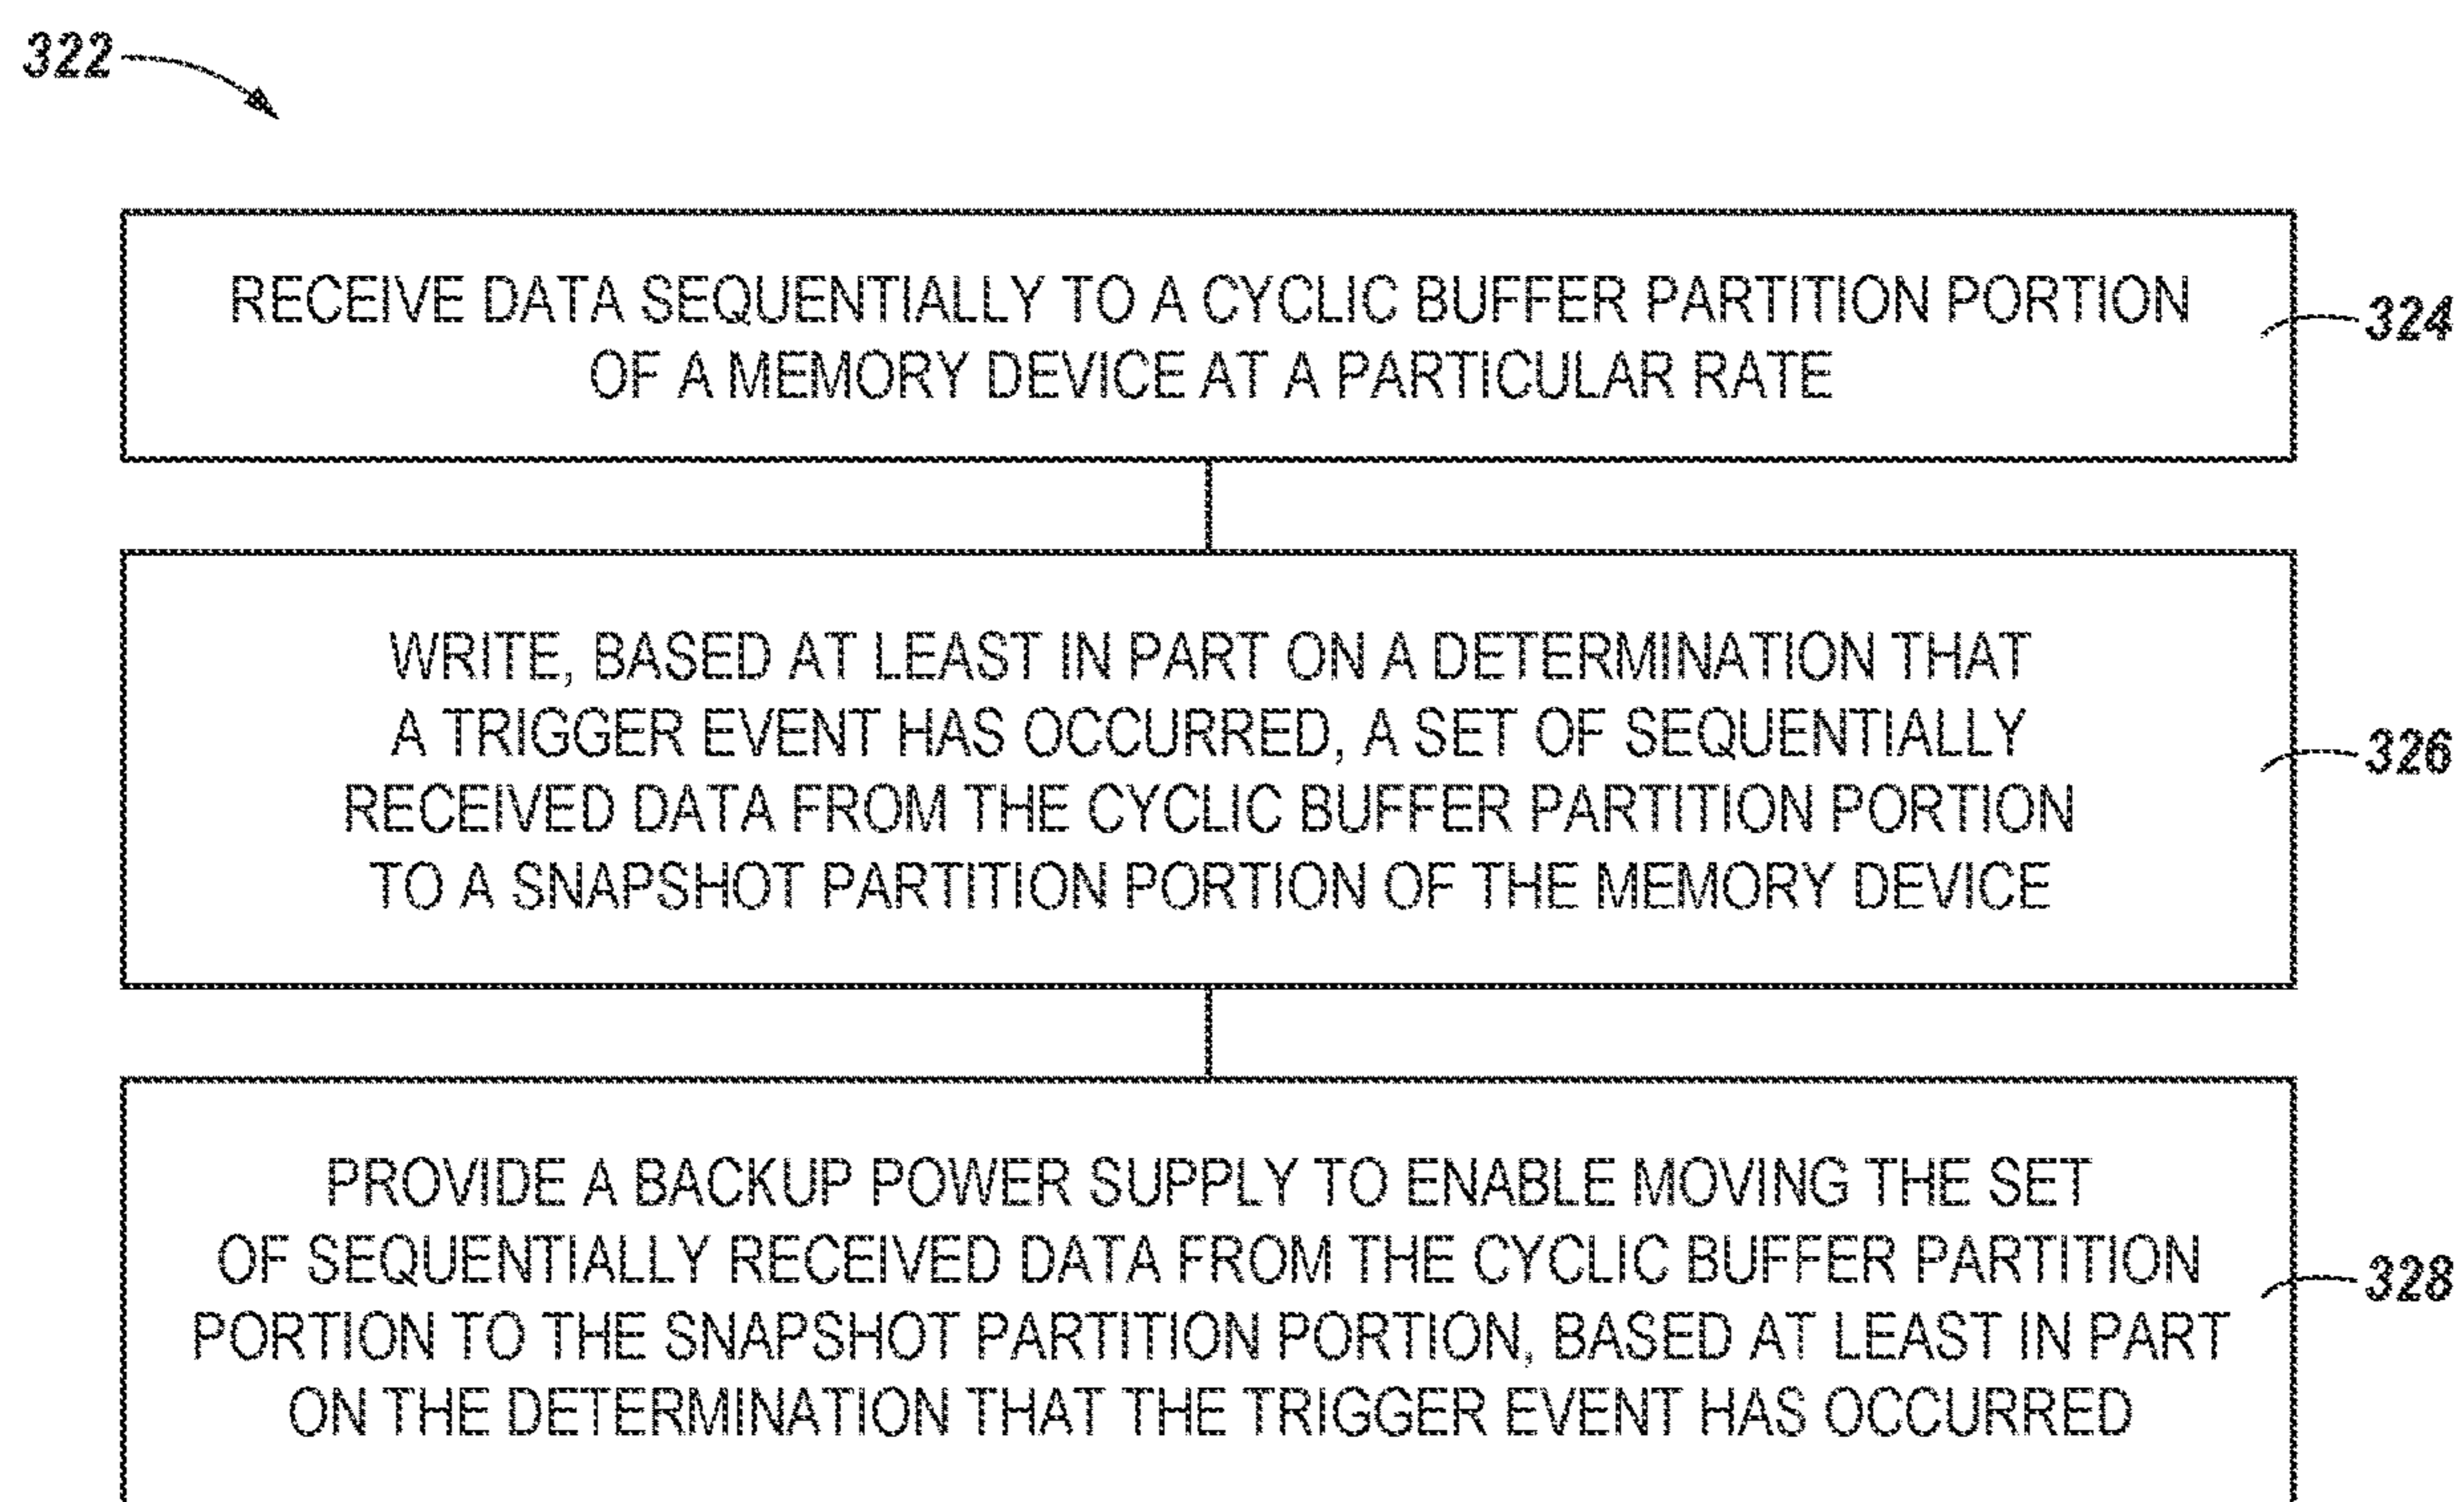 322
RECEIVE DATA SEQUENTIALLY TO A CYCLIC BUFFER PARTITION PORTION
OF A MEMORY DEVICE AT A PARTICULAR RATE
324
WRITE, BASED AT LEAST IN PART ON A DETERMINATION THAT
A TRIGGER EVENT HAS OCCURRED, A SET OF SEQUENTIALLY
RECEIVED DATA FROM THE CYCLIC BUFFER PARTITION PORTION
TO A SNAPSHOT PARTITION PORTION OF THE MEMORY DEVICE
326
PROVIDE A BACKUP POWER SUPPLY TO ENABLE MOVING THE SET
OF SEQUENTIALLY RECEIVED DATA FROM THE CYCLIC BUFFER PARTITION
PORTION TO THE SNAPSHOT PARTITION PORTION, BASED AT LEAST IN PART
ON THE DETERMINATION THAT THE TRIGGER EVENT HAS OCCURRED
328